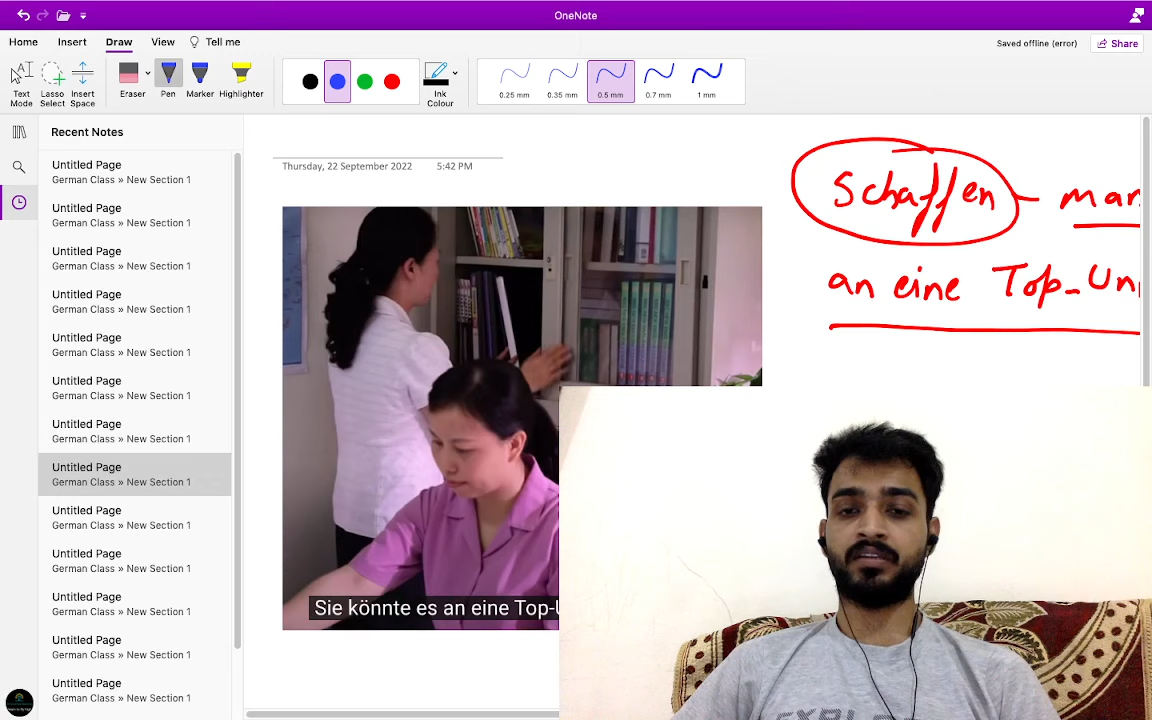 OneNote
Home Insert Draw View Tell me
Saved offline (error) Share
Text Mode
Lasso Select
Insert Space
Eraser
Pen
Marker
Highlighter
Ink Colour
0.25 mm
0.35 mm
0.5 mm
0.7 mm
1 mm
Recent Notes
Untitled Page
German Class » New Section 1
Untitled Page
German Class » New Section 1
Untitled Page
German Class » New Section 1
Untitled Page
German Class » New Section 1
Untitled Page
German Class » New Section 1
Untitled Page
German Class » New Section 1
Untitled Page
German Class » New Section 1
Untitled Page
German Class » New Section 1
Untitled Page
German Class » New Section 1
Untitled Page
German Class » New Section 1
Untitled Page
German Class » New Section 1
Untitled Page
German Class » New Section 1
Untitled Page
German Class » New Section 1
Thursday, 22 September 2022 5:42 PM
Schaffen -
an eine Top-
Sie könnte es an eine Top-